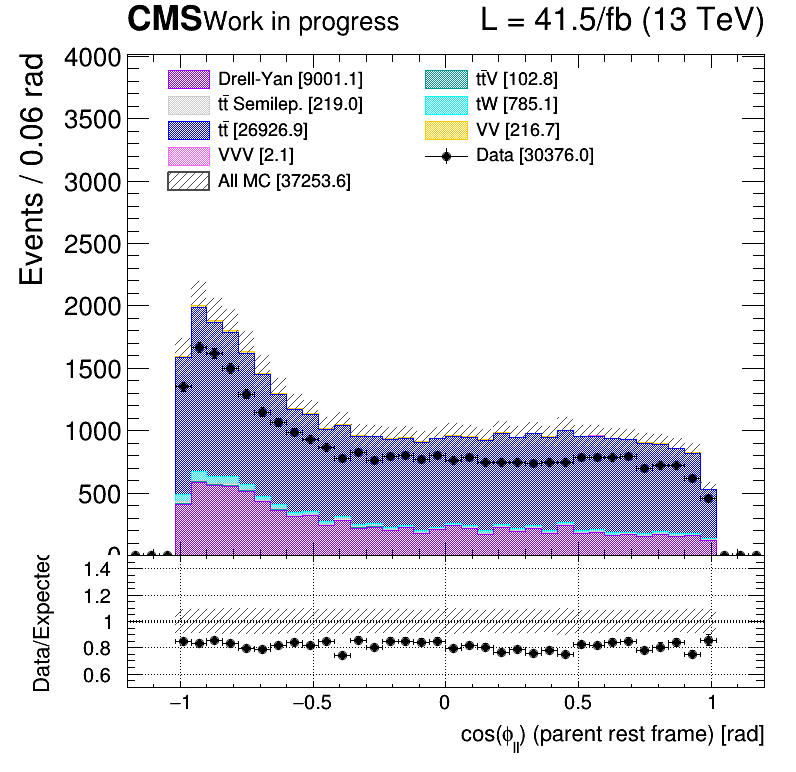 CMS Work in progress L = 41.5/fb (13 TeV)
Events / 0.06 rad
4000
3500
3000
2500
2000
1500
1000
500
0
Drell-Yan [9001.1]
tt̄ Semilep. [219.0]
tt̄ [26926.9]
VVV [2.1]
All MC [37253.6]
tt̄V [102.8]
tW [785.1]
VV [216.7]
Data [30376.0]
Data/Expected
1.4
1.2
1
0.8
0.6
−1 −0.5 0 0.5 1
cos(ϕ_||) (parent rest frame) [rad]